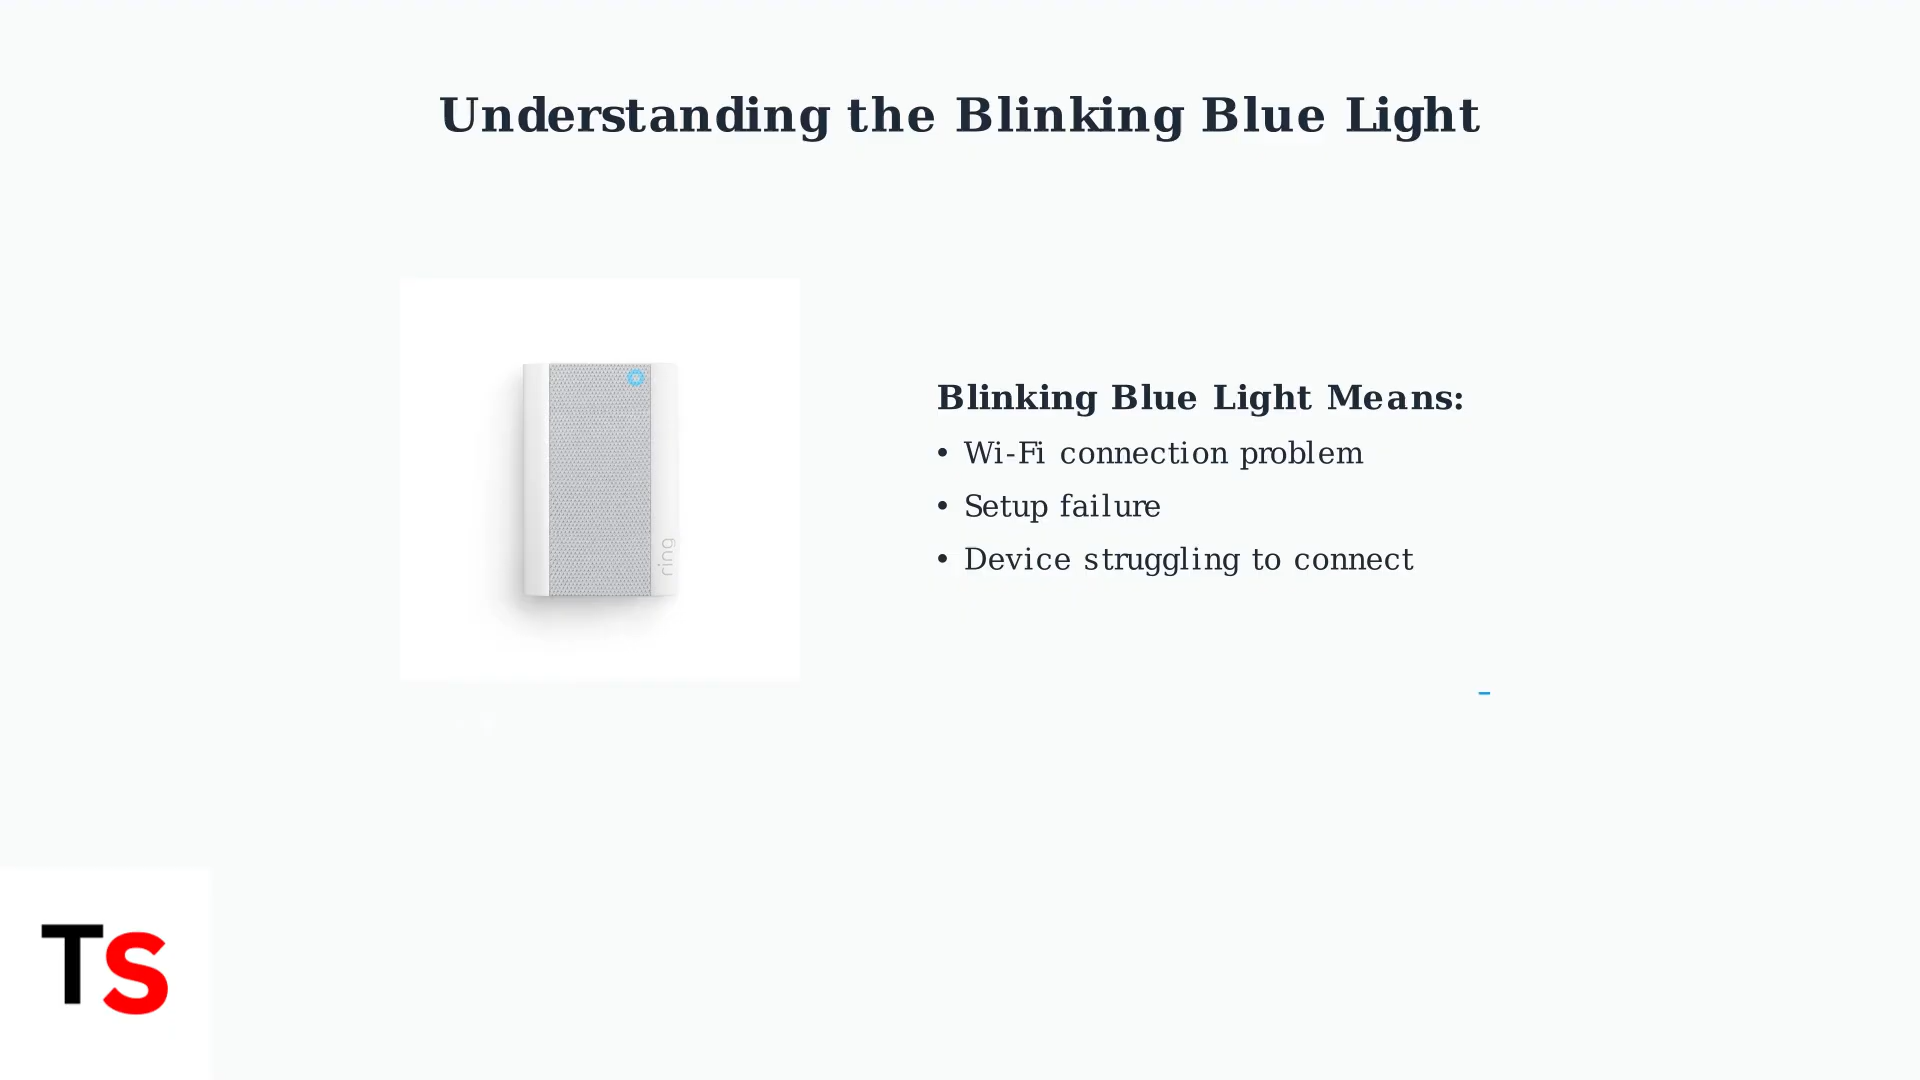 Understanding the Blinking Blue Light
ring
Blinking Blue Light Means:
• Wi-Fi connection problem
• Setup failure
• Device struggling to connect
TS